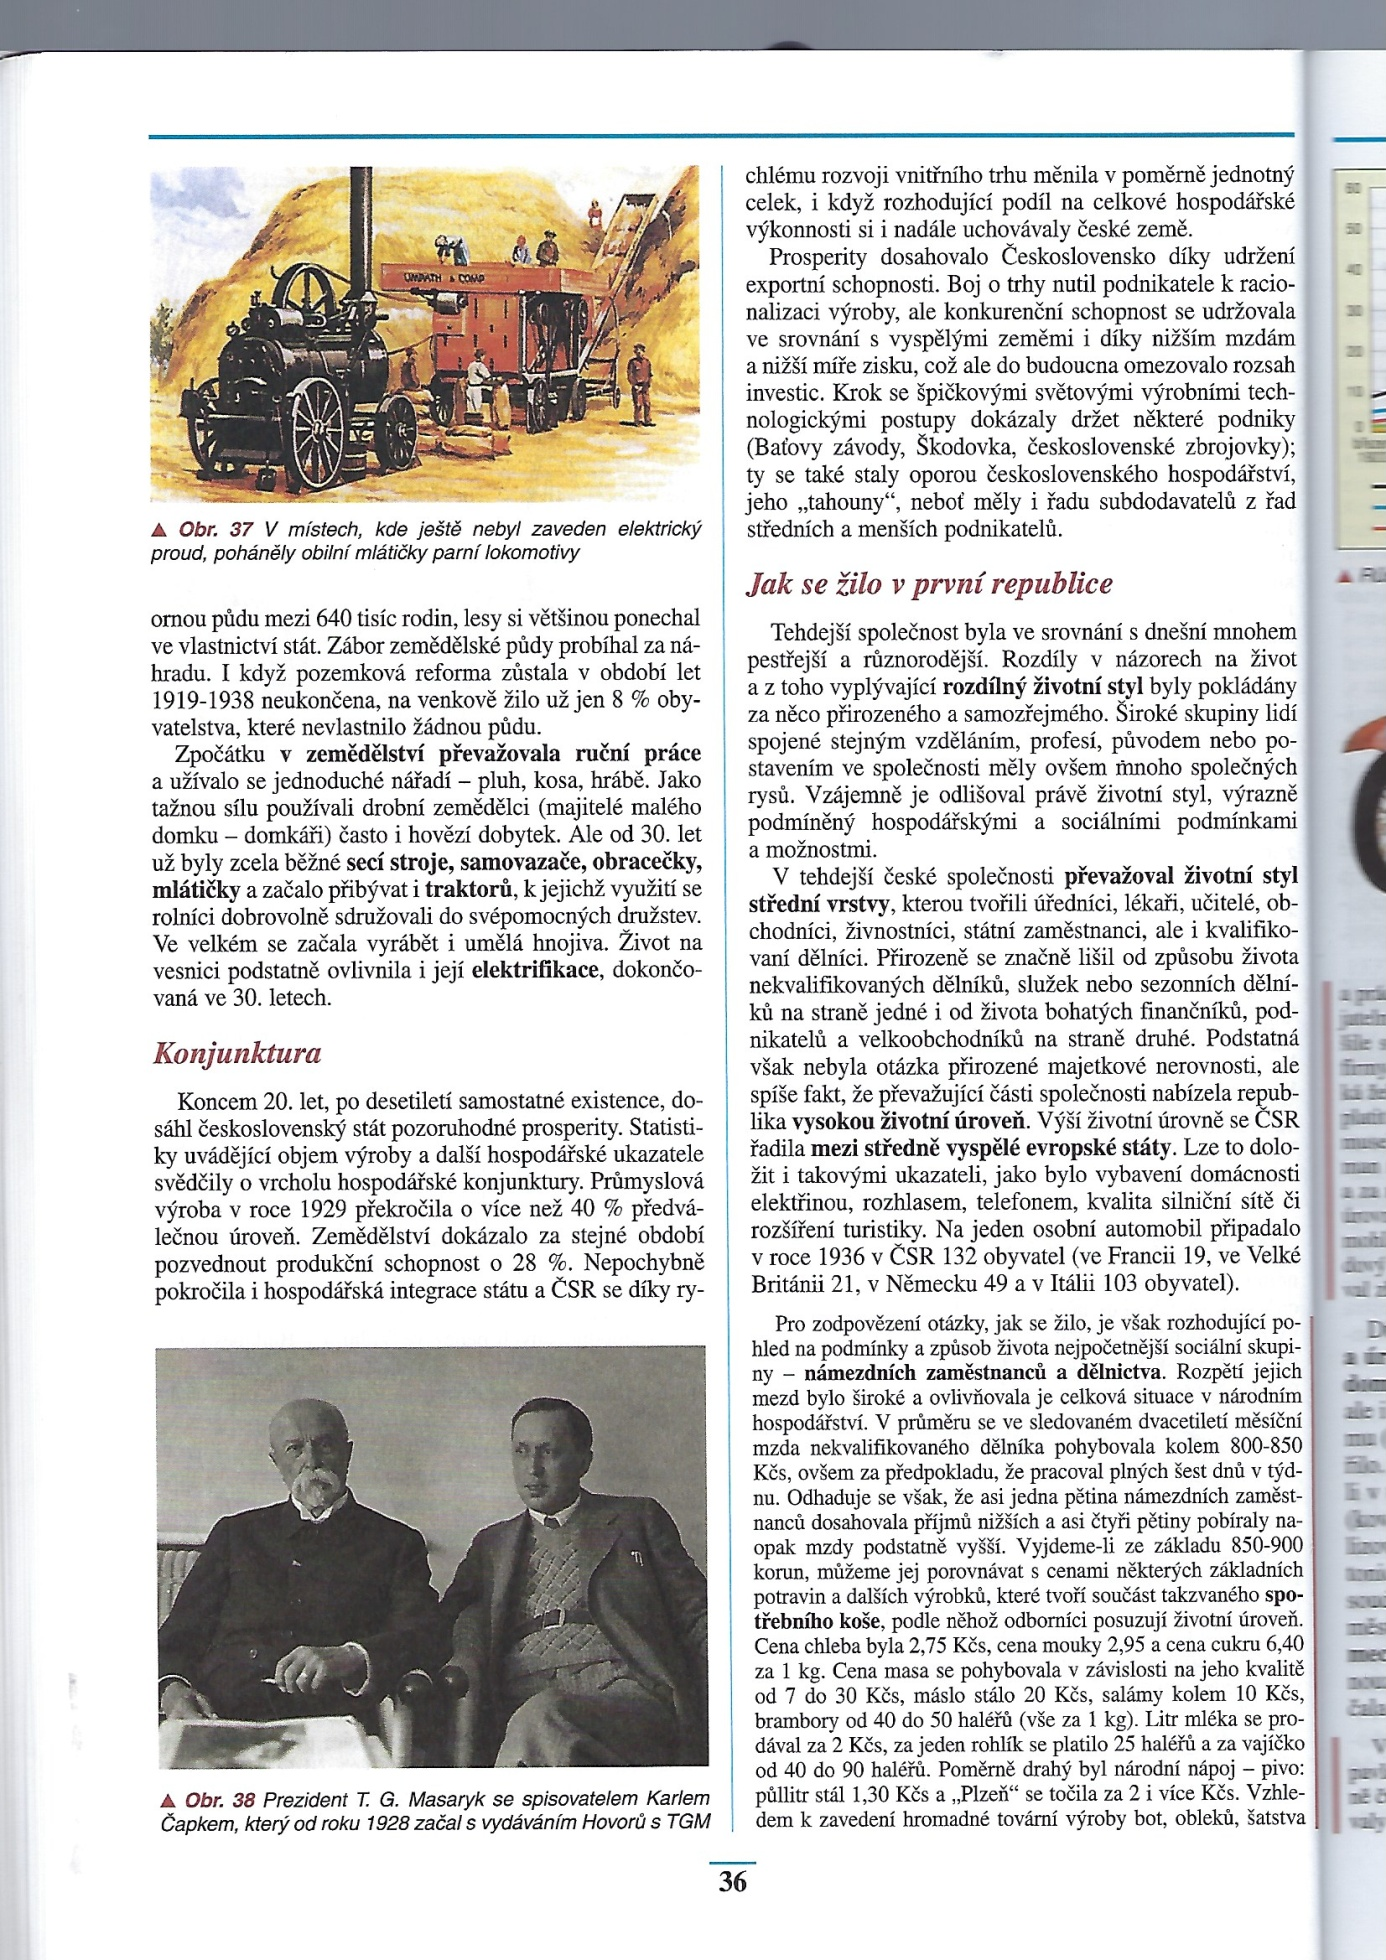 UMRATH & COMP
▲ Obr. 37 V místech, kde ještě nebyl zaveden elektrický
proud, poháněly obilní mlátičky parní lokomotivy
ornou půdu mezi 640 tisíc rodin, lesy si většinou ponechal
ve vlastnictví stát. Zábor zemědělské půdy probíhal za ná-
hradu. I když pozemková reforma zůstala v období let
1919-1938 neukončena, na venkově žilo už jen 8 % oby-
vatelstva, které nevlastnilo žádnou půdu.
Zpočátku v zemědělství převažovala ruční práce
a užívalo se jednoduché nářadí – pluh, kosa, hrábě. Jako
tažnou sílu používali drobní zemědělci (majitelé malého
domku – domkáři) často i hovězí dobytek. Ale od 30. let
už byly zcela běžné secí stroje, samovazače, obracečky,
mlátičky a začalo přibývat i traktorů, k jejichž využití se
rolníci dobrovolně sdružovali do svépomocných družstev.
Ve velkém se začala vyrábět i umělá hnojiva. Život na
vesnici podstatně ovlivnila i její elektrifikace, dokončo-
vaná ve 30. letech.
Konjunktura
Koncem 20. let, po desetiletí samostatné existence, do-
sáhl československý stát pozoruhodné prosperity. Statisti-
ky uvádějící objem výroby a další hospodářské ukazatele
svědčily o vrcholu hospodářské konjunktury. Průmyslová
výroba v roce 1929 překročila o více než 40 % předvá-
lečnou úroveň. Zemědělství dokázalo za stejné období
pozvednout produkční schopnost o 28 %. Nepochybně
pokročila i hospodářská integrace státu a ČSR se díky ry-
▲ Obr. 38 Prezident T. G. Masaryk se spisovatelem Karlem
Čapkem, který od roku 1928 začal s vydáváním Hovorů s TGM
chlému rozvoji vnitřního trhu měnila v poměrně jednotný
celek, i když rozhodující podíl na celkové hospodářské
výkonnosti si i nadále uchovávaly české země.
Prosperity dosahovalo Československo díky udržení
exportní schopnosti. Boj o trhy nutil podnikatele k racio-
nalizaci výroby, ale konkurenční schopnost se udržovala
ve srovnání s vyspělými zeměmi i díky nižším mzdám
a nižší míře zisku, což ale do budoucna omezovalo rozsah
investic. Krok se špičkovými světovými výrobními tech-
nologickými postupy dokázaly držet některé podniky
(Baťovy závody, Škodovka, československé zbrojovky);
ty se také staly oporou československého hospodářství,
jeho „tahouny“, neboť měly i řadu subdodavatelů z řad
středních a menších podnikatelů.
Jak se žilo v první republice
Tehdejší společnost byla ve srovnání s dnešní mnohem
pestřejší a různorodější. Rozdíly v názorech na život
a z toho vyplývající rozdílný životní styl byly pokládány
za něco přirozeného a samozřejmého. Široké skupiny lidí
spojené stejným vzděláním, profesí, původem nebo po-
stavením ve společnosti měly ovšem mnoho společných
rysů. Vzájemně je odlišoval právě životní styl, výrazně
podmíněný hospodářskými a sociálními podmínkami
a možnostmi.
V tehdejší české společnosti převažoval životní styl
střední vrstvy, kterou tvořili úředníci, lékaři, učitelé, ob-
chodníci, živnostníci, státní zaměstnanci, ale i kvalifiko-
vaní dělníci. Přirozeně se značně lišil od způsobu života
nekvalifikovaných dělníků, služek nebo sezonních dělní-
ků na straně jedné i od života bohatých finančníků, pod-
nikatelů a velkoobchodníků na straně druhé. Podstatná
však nebyla otázka přirozené majetkové nerovnosti, ale
spíše fakt, že převažující části společnosti nabízela repub-
lika vysokou životní úroveň. Výší životní úrovně se ČSR
řadila mezi středně vyspělé evropské státy. Lze to dolo-
žit i takovými ukazateli, jako bylo vybavení domácnosti
elektřinou, rozhlasem, telefonem, kvalita silniční sítě či
rozšíření turistiky. Na jeden osobní automobil připadalo
v roce 1936 v ČSR 132 obyvatel (ve Francii 19, ve Velké
Británii 21, v Německu 49 a v Itálii 103 obyvatel).
Pro zodpovězení otázky, jak se žilo, je však rozhodující po-
hled na podmínky a způsob života nejpočetnější sociální skupi-
ny – námezdních zaměstnanců a dělnictva. Rozpětí jejich
mezd bylo široké a ovlivňovala je celková situace v národním
hospodářství. V průměru se ve sledovaném dvacetiletí měsíční
mzda nekvalifikovaného dělníka pohybovala kolem 800-850
Kčs, ovšem za předpokladu, že pracoval plných šest dnů v týd-
nu. Odhaduje se však, že asi jedna pětina námezdních zaměst-
nanců dosahovala příjmů nižších a asi čtyři pětiny pobíraly na-
opak mzdy podstatně vyšší. Vyjdeme-li ze základu 850-900
korun, můžeme jej porovnávat s cenami některých základních
potravin a dalších výrobků, které tvoří součást takzvaného spo-
třebního koše, podle něhož odborníci posuzují životní úroveň.
Cena chleba byla 2,75 Kčs, cena mouky 2,95 a cena cukru 6,40
za 1 kg. Cena masa se pohybovala v závislosti na jeho kvalitě
od 7 do 30 Kčs, máslo stálo 20 Kčs, salámy kolem 10 Kčs,
brambory od 40 do 50 haléřů (vše za 1 kg). Litr mléka se pro-
dával za 2 Kčs, za jeden rohlík se platilo 25 haléřů a za vajíčko
od 40 do 90 haléřů. Poměrně drahý byl národní nápoj – pivo:
půllitr stál 1,30 Kčs a „Plzeň“ se točila za 2 i více Kčs. Vzhle-
dem k zavedení hromadné tovární výroby bot, obleků, šatstva
36